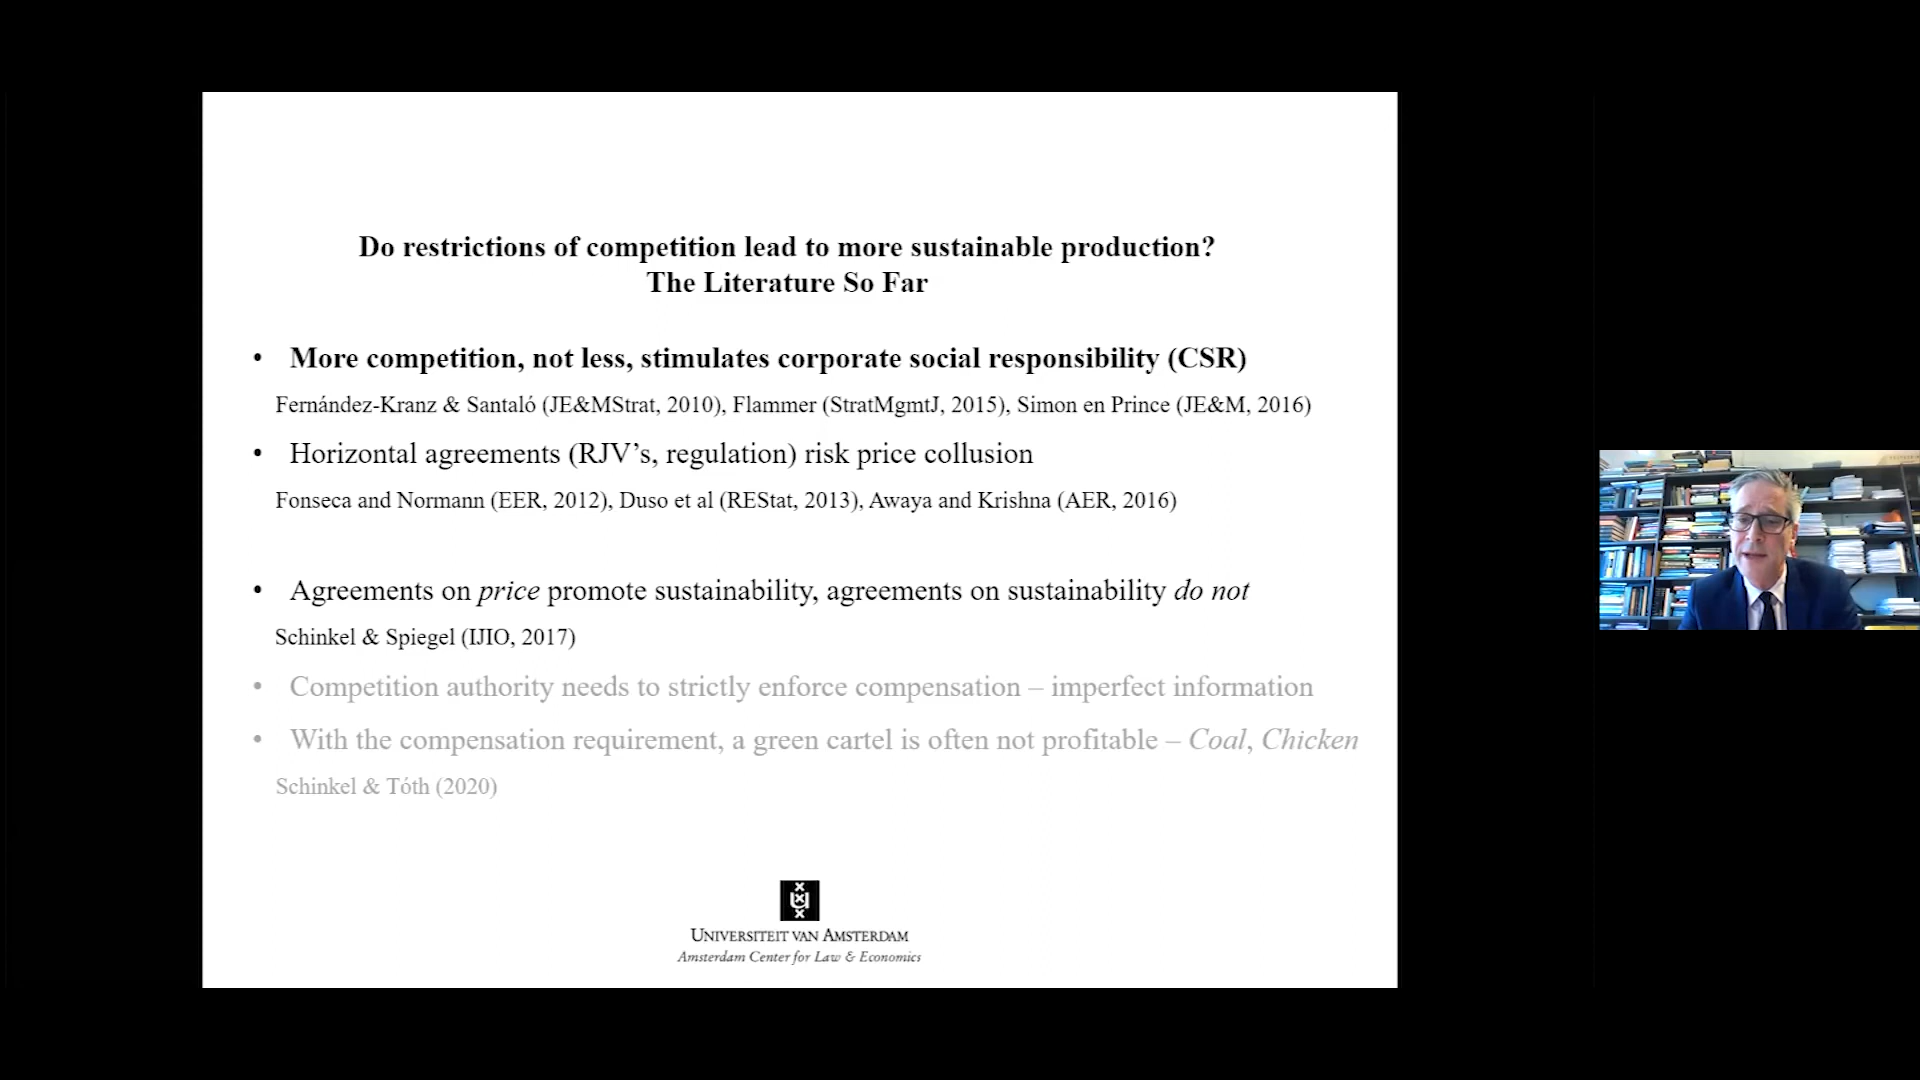 Do restrictions of competition lead to more sustainable production?
The Literature So Far
• More competition, not less, stimulates corporate social responsibility (CSR)
Fernández-Kranz & Santaló (JE&MStrat, 2010), Flammer (StratMgmtJ, 2015), Simon en Prince (JE&M, 2016)
• Horizontal agreements (RJV’s, regulation) risk price collusion
Fonseca and Normann (EER, 2012), Duso et al (REStat, 2013), Awaya and Krishna (AER, 2016)
• Agreements on price promote sustainability, agreements on sustainability do not
Schinkel & Spiegel (IJIO, 2017)
• Competition authority needs to strictly enforce compensation – imperfect information
• With the compensation requirement, a green cartel is often not profitable – Coal, Chicken
Schinkel & Tóth (2020)
UNIVERSITEIT VAN AMSTERDAM
Amsterdam Center for Law & Economics